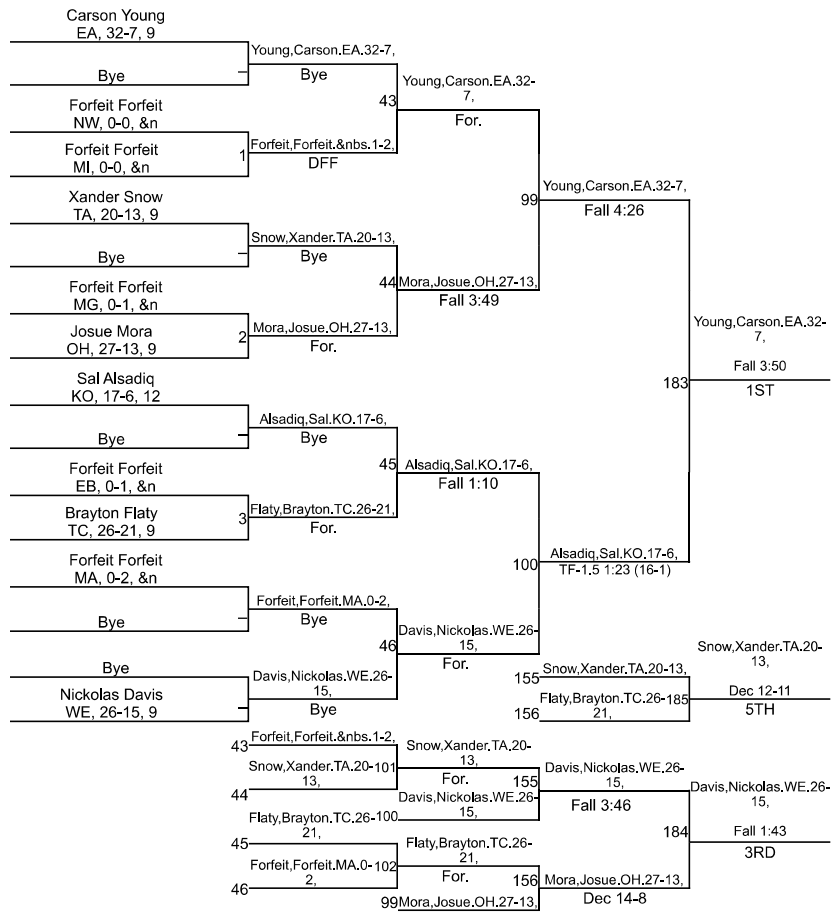 Carson Young
EA, 32-7, 9
Young,Carson.EA.32-7,
Bye
Bye
43
Young,Carson.EA.32-
7,
For.
Forfeit Forfeit
NW, 0-0, &n
Forfeit Forfeit
MI, 0-0, &n
1
Forfeit,Forfeit.&nbs.1-2,
DFF
99
Young,Carson.EA.32-7,
Fall 4:26
Xander Snow
TA, 20-13, 9
Snow,Xander.TA.20-13,
Bye
Bye
44
Mora,Josue.OH.27-13,
Fall 3:49
Forfeit Forfeit
MG, 0-1, &n
Josue Mora
OH, 27-13, 9
2
Mora,Josue.OH.27-13,
For.
183
Young,Carson.EA.32-
7,
Fall 3:50
1ST
Sal Alsadiq
KO, 17-6, 12
Alsadiq,Sal.KO.17-6,
Bye
Bye
45
Alsadiq,Sal.KO.17-6,
Fall 1:10
Forfeit Forfeit
EB, 0-1, &n
Brayton Flaty
TC, 26-21, 9
3
Flaty,Brayton.TC.26-21,
For.
100
Alsadiq,Sal.KO.17-6,
TF-1.5 1:23 (16-1)
Forfeit Forfeit
MA, 0-2, &n
Forfeit,Forfeit.MA.0-2,
Bye
Bye
46
Davis,Nickolas.WE.26-
15,
For.
Bye
Nickolas Davis
WE, 26-15, 9
Davis,Nickolas.WE.26-
15,
Bye
155
Snow,Xander.TA.20-13,
156
Flaty,Brayton.TC.26-
21,
185
Snow,Xander.TA.20-
13,
Dec 12-11
5TH
43
Forfeit,Forfeit.&nbs.1-2,
44
Snow,Xander.TA.20-
13,
101
Snow,Xander.TA.20-
13,
For.
100
Davis,Nickolas.WE.26-
15,
155
Davis,Nickolas.WE.26-
15,
Fall 3:46
45
Flaty,Brayton.TC.26-
21,
46
Forfeit,Forfeit.MA.0-
2,
102
Flaty,Brayton.TC.26-
21,
For.
99
Mora,Josue.OH.27-13,
156
Mora,Josue.OH.27-13,
Dec 14-8
184
Davis,Nickolas.WE.26-
15,
Fall 1:43
3RD